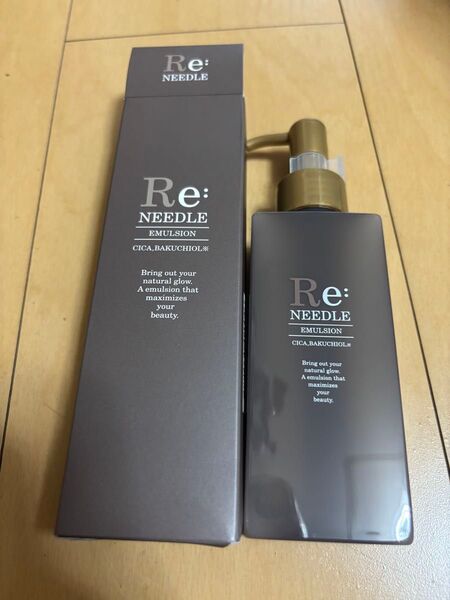 Re:
NEEDLE
Re:
NEEDLE
EMULSION
CICA,BAKUCHIOL※
Bring out your
natural glow.
A emulsion that
maximizes
your
beauty.
Re:
NEEDLE
EMULSION
CICA,BAKUCHIOL※
Bring out your
natural glow.
A emulsion that
maximizes
your
beauty.